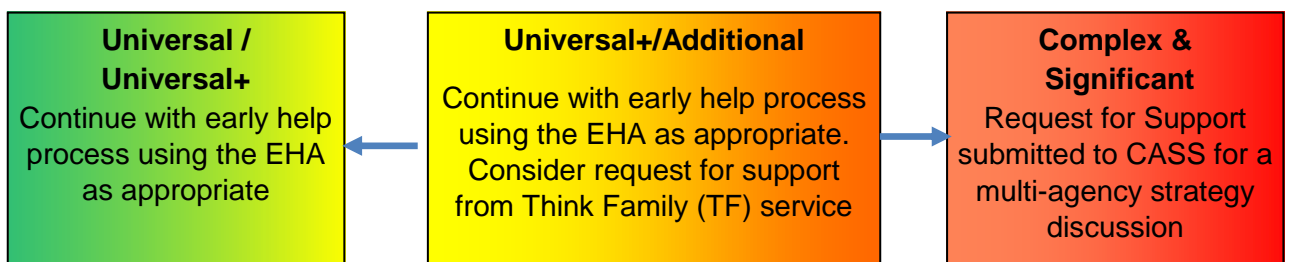 Universal /
Universal+
Continue with early help
process using the EHA
as appropriate
Universal+/Additional
Continue with early help process
using the EHA as appropriate.
Consider request for support
from Think Family (TF) service
Complex &
Significant
Request for Support
submitted to CASS for a
multi-agency strategy
discussion